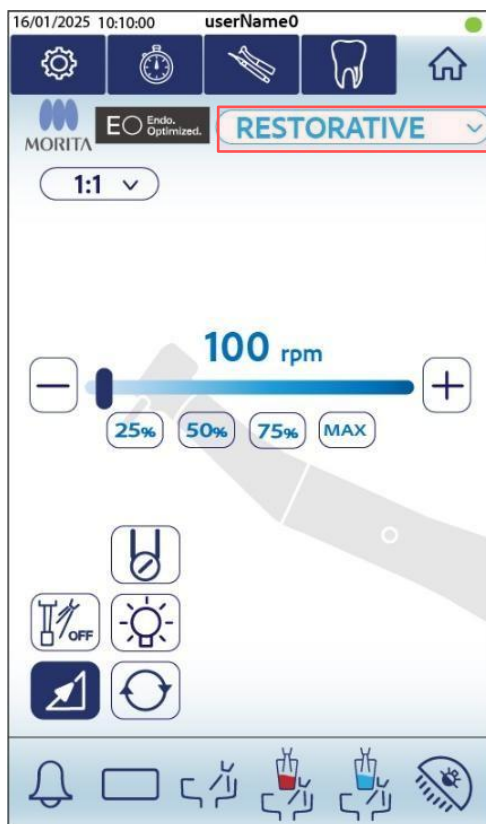 16/01/2025 10:10:00 userName0
MORITA EO Endo. Optimized. RESTORATIVE
1:1
100 rpm
25% 50% 75% MAX
OFF